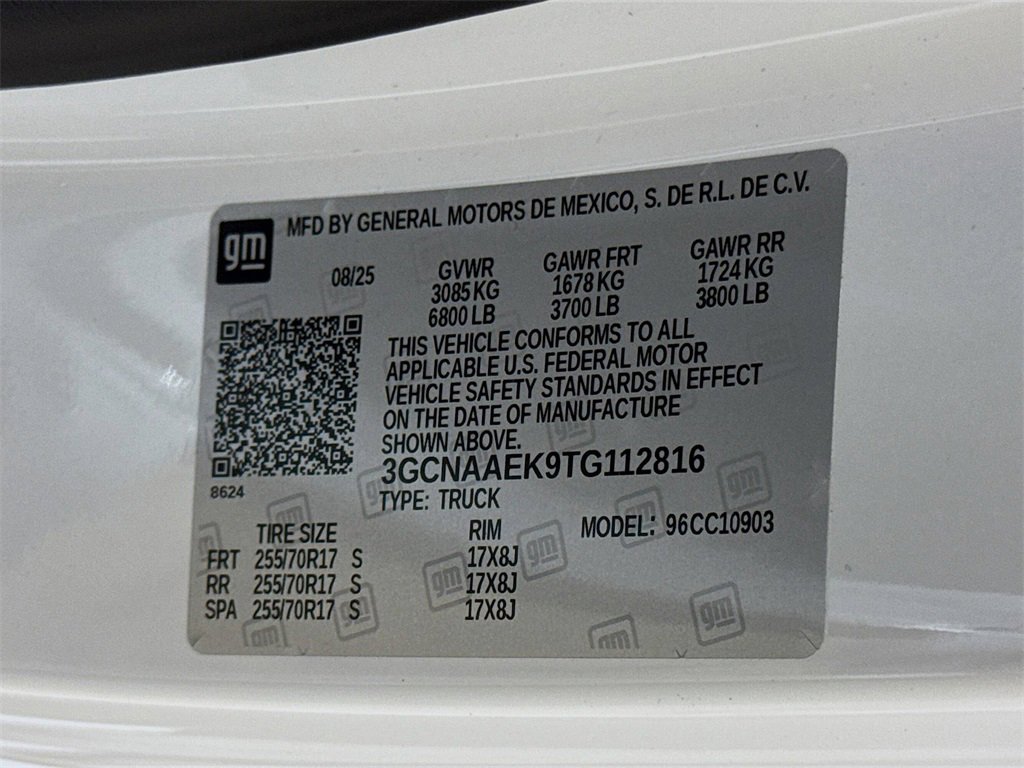 gm
MFD BY GENERAL MOTORS DE MEXICO, S. DE R.L. DE C.V.
08/25
GVWR
3085 KG
6800 LB
GAWR FRT
1678 KG
3700 LB
GAWR RR
1724 KG
3800 LB
THIS VEHICLE CONFORMS TO ALL
APPLICABLE U.S. FEDERAL MOTOR
VEHICLE SAFETY STANDARDS IN EFFECT
ON THE DATE OF MANUFACTURE
SHOWN ABOVE.
3GCNAAEK9TG112816
8624
TYPE: TRUCK
MODEL: 96CC10903
TIRE SIZE RIM
FRT 255/70R17 S 17X8J
RR 255/70R17 S 17X8J
SPA 255/70R17 S 17X8J